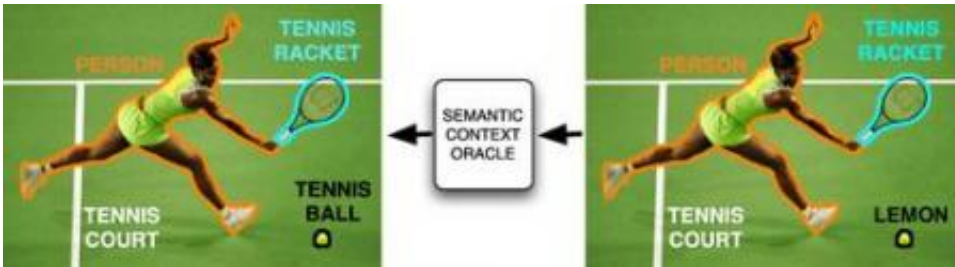 PERSON
TENNIS
RACKET
TENNIS
COURT
TENNIS
BALL
SEMANTIC
CONTEXT
ORACLE
PERSON
TENNIS
RACKET
TENNIS
COURT
LEMON